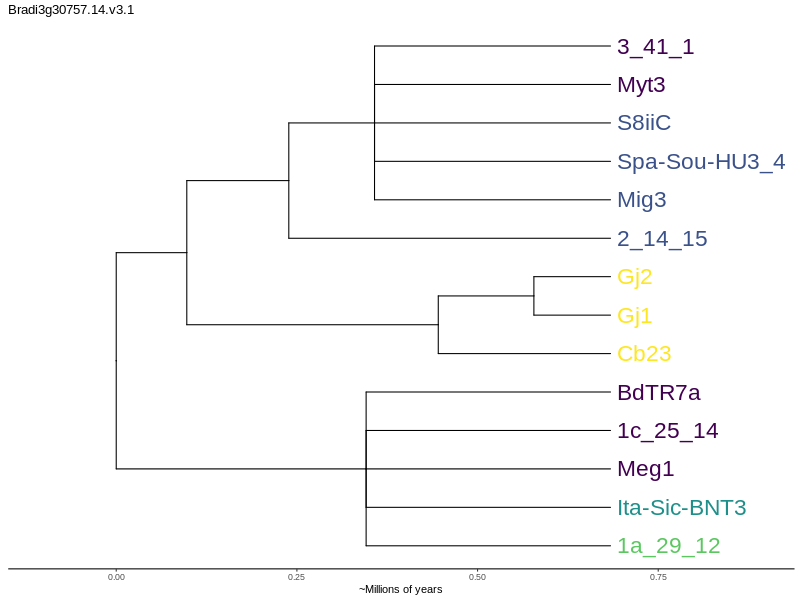 Bradi3g30757.14.v3.1
3_41_1
Myt3
S8iiC
Spa-Sou-HU3_4
Mig3
2_14_15
Gj2
Gj1
Cb23
BdTR7a
1c_25_14
Meg1
Ita-Sic-BNT3
1a_29_12
0.00 0.25 0.50 0.75
~Millions of years